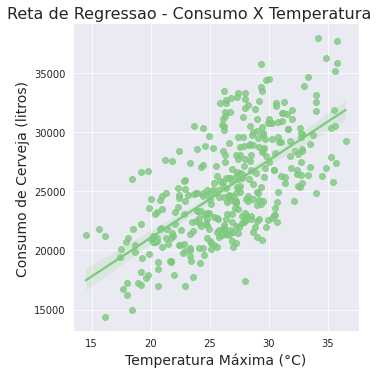 Reta de Regressao - Consumo X Temperatura
Consumo de Cerveja (litros)
35000
30000
25000
20000
15000
15 20 25 30 35
Temperatura Máxima (°C)